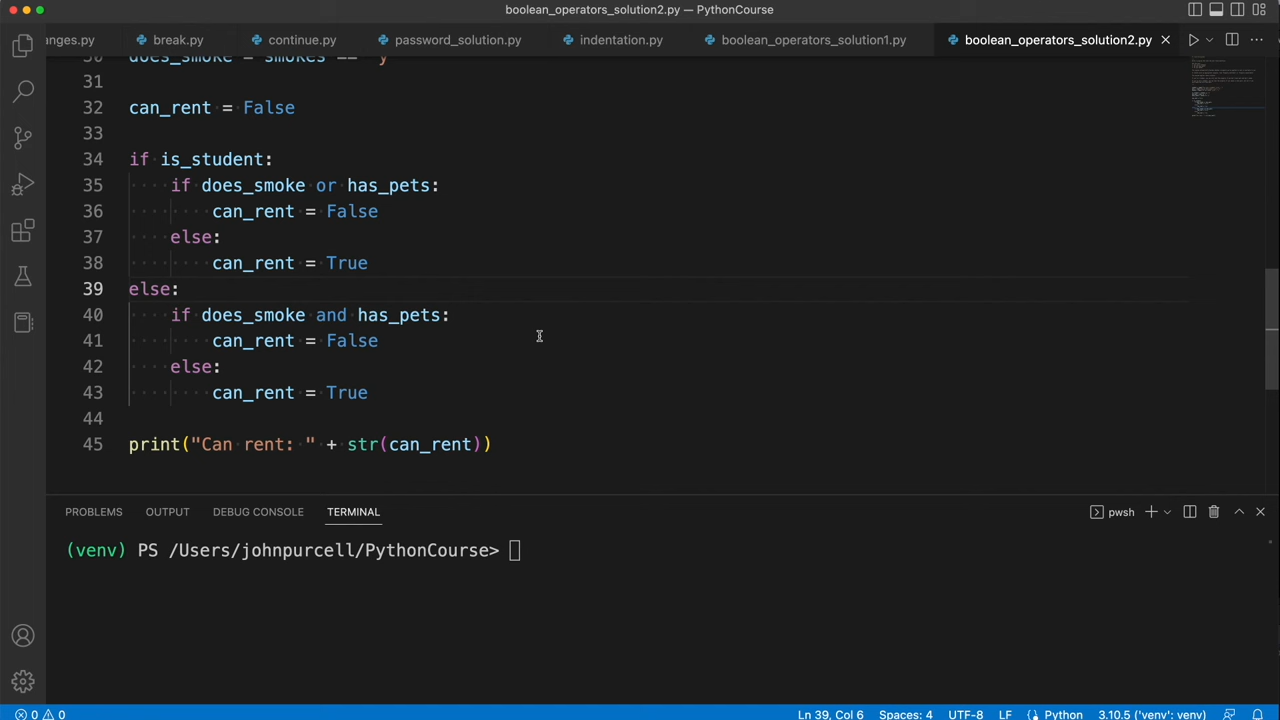 boolean_operators_solution2.py — PythonCourse
anges.py break.py continue.py password_solution.py indentation.py boolean_operators_solution1.py boolean_operators_solution2.py
30 does_smoke = smokes == "y"
31
32 can_rent = False
33
34 if is_student:
35 if does_smoke or has_pets:
36 can_rent = False
37 else:
38 can_rent = True
39 else:
40 if does_smoke and has_pets:
41 can_rent = False
42 else:
43 can_rent = True
44
45 print("Can rent: " + str(can_rent))
PROBLEMS OUTPUT DEBUG CONSOLE TERMINAL pwsh
(venv) PS /Users/johnpurcell/PythonCourse>
0 0 Ln 39, Col 6 Spaces: 4 UTF-8 LF Python 3.10.5 ('venv': venv)